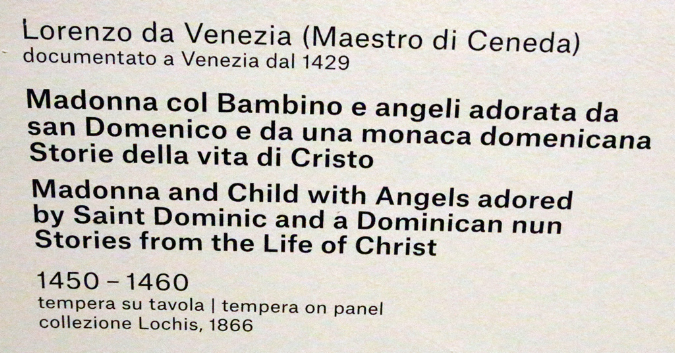 Lorenzo da Venezia (Maestro di Ceneda)
documentato a Venezia dal 1429
Madonna col Bambino e angeli adorata da
san Domenico e da una monaca domenicana
Storie della vita di Cristo
Madonna and Child with Angels adored
by Saint Dominic and a Dominican nun
Stories from the Life of Christ
1450 – 1460
tempera su tavola | tempera on panel
collezione Lochis, 1866